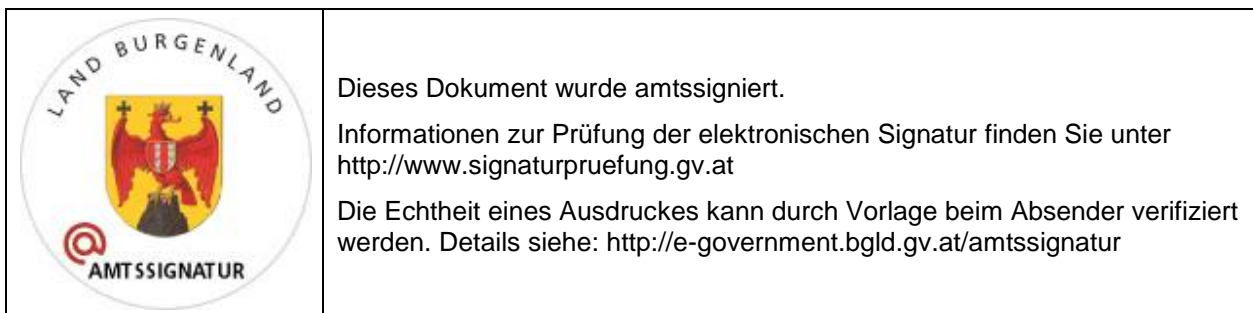 LAND BURGENLAND
@
AMTSSIGNATUR
Dieses Dokument wurde amtssigniert.
Informationen zur Prüfung der elektronischen Signatur finden Sie unter
http://www.signaturpruefung.gv.at
Die Echtheit eines Ausdruckes kann durch Vorlage beim Absender verifiziert
werden. Details siehe: http://e-government.bgld.gv.at/amtssignatur